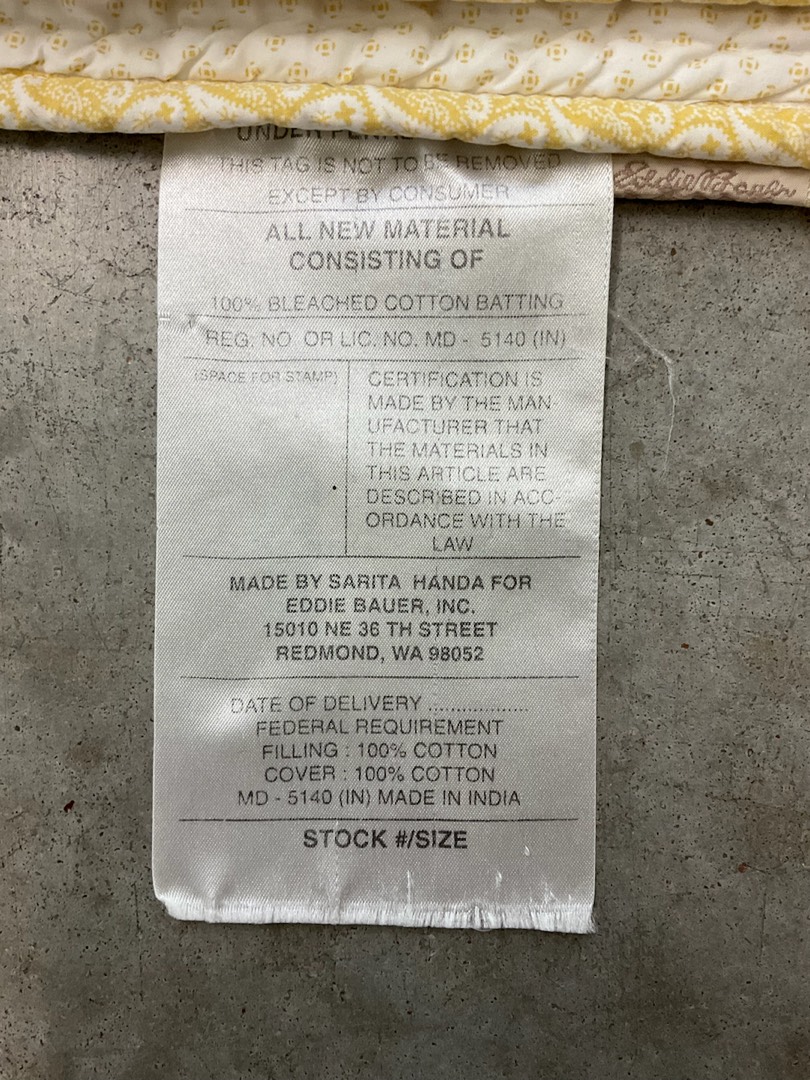 UNDER PENAL
THIS TAG IS NOT TO BE REMOVED
EXCEPT BY CONSUMER
Eddie Bauer
ALL NEW MATERIAL
CONSISTING OF
100% BLEACHED COTTON BATTING
REG. NO. OR LIC. NO. MD - 5140 (IN)
(SPACE FOR STAMP)
CERTIFICATION IS
MADE BY THE MAN-
UFACTURER THAT
THE MATERIALS IN
THIS ARTICLE ARE
DESCRIBED IN ACC-
ORDANCE WITH THE
LAW
MADE BY SARITA HANDA FOR
EDDIE BAUER, INC.
15010 NE 36 TH STREET
REDMOND, WA 98052
DATE OF DELIVERY ..................
FEDERAL REQUIREMENT
FILLING : 100% COTTON
COVER : 100% COTTON
MD - 5140 (IN) MADE IN INDIA
STOCK #/SIZE